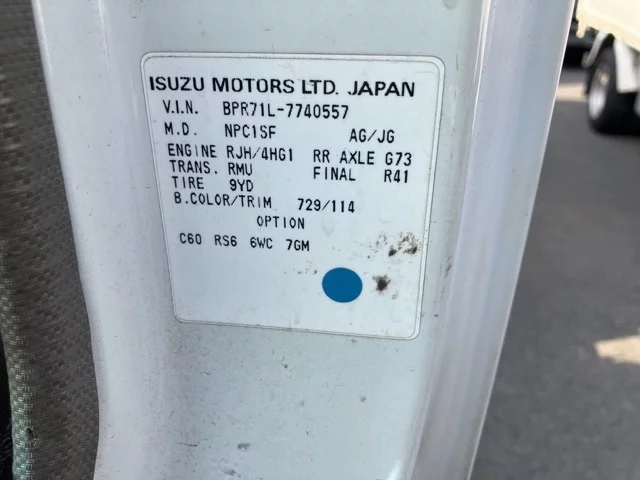 ISUZU MOTORS LTD. JAPAN
V.I.N. BPR71L-7740557
M.D. NPC1SF AG/JG
ENGINE RJH/4HG1 RR AXLE G73
TRANS. RMU FINAL R41
TIRE 9YD
B.COLOR/TRIM 729/114
OPTION
C60 RS6 6WC 7GM